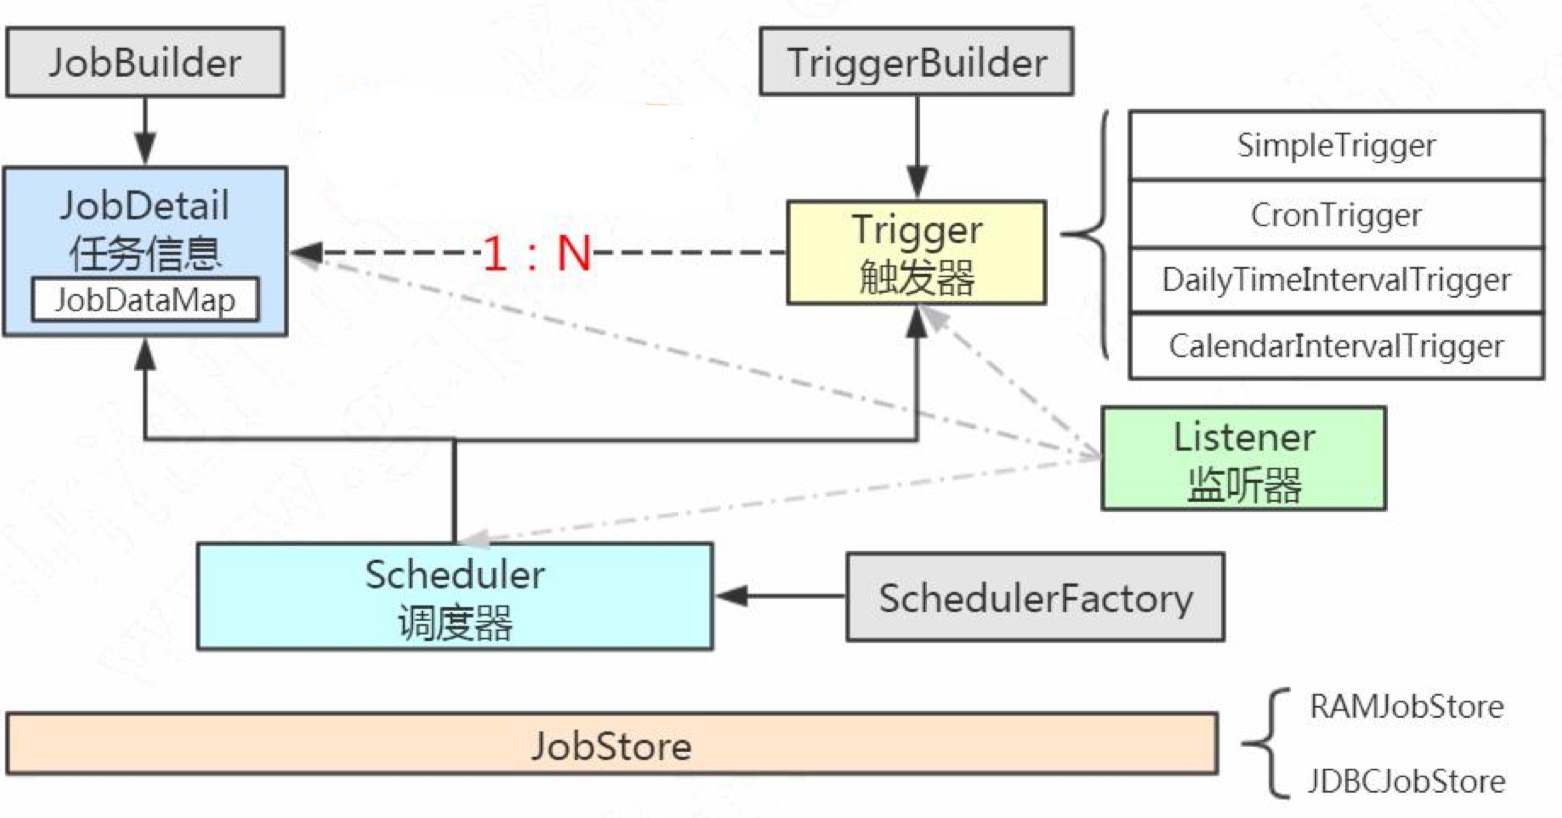 JobBuilder
TriggerBuilder
JobDetail
任务信息
JobDataMap
1 : N
Trigger
触发器
SimpleTrigger
CronTrigger
DailyTimeIntervalTrigger
CalendarIntervalTrigger
Listener
监听器
Scheduler
调度器
SchedulerFactory
JobStore
RAMJobStore
JDBCJobStore